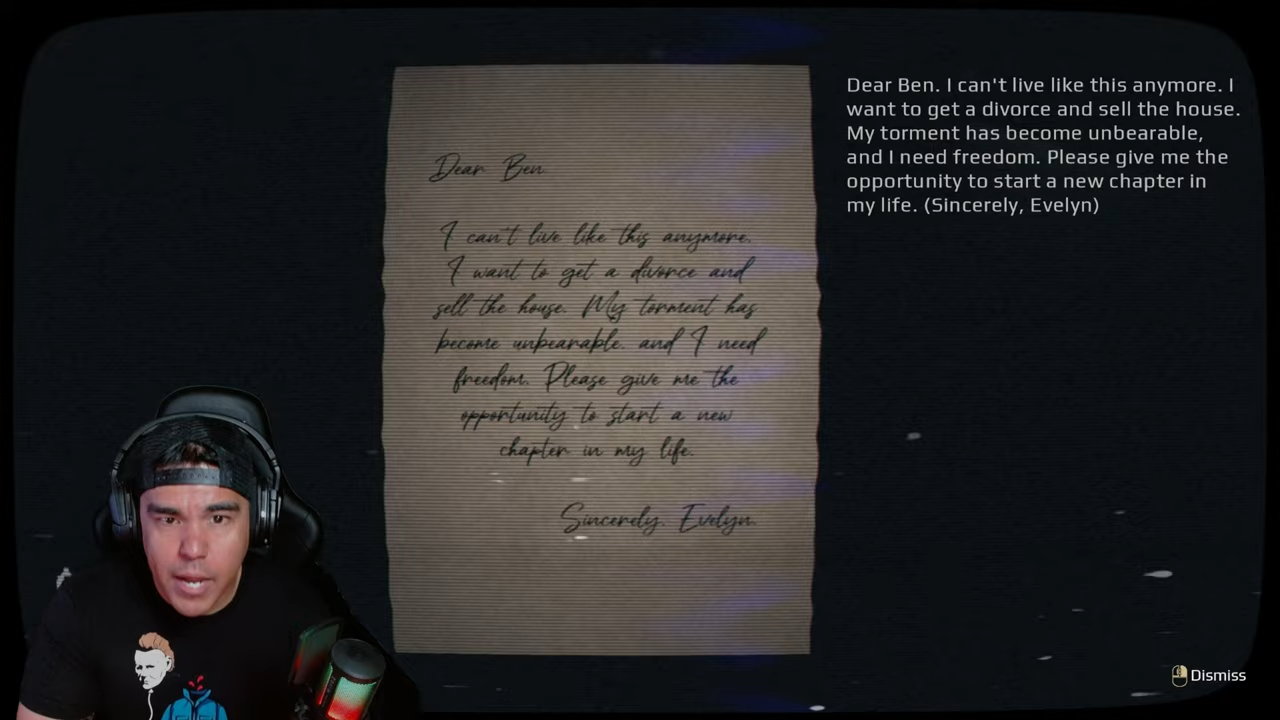 Dear Ben.
I can't live like this anymore.
I want to get a divorce and
sell the house. My torment has
become unbearable. and I need
freedom. Please give me the
opportunity to start a new
chapter in my life.
Sincerely. Evelyn.
Dear Ben. I can't live like this anymore. I
want to get a divorce and sell the house.
My torment has become unbearable,
and I need freedom. Please give me the
opportunity to start a new chapter in
my life. (Sincerely, Evelyn)
Dismiss